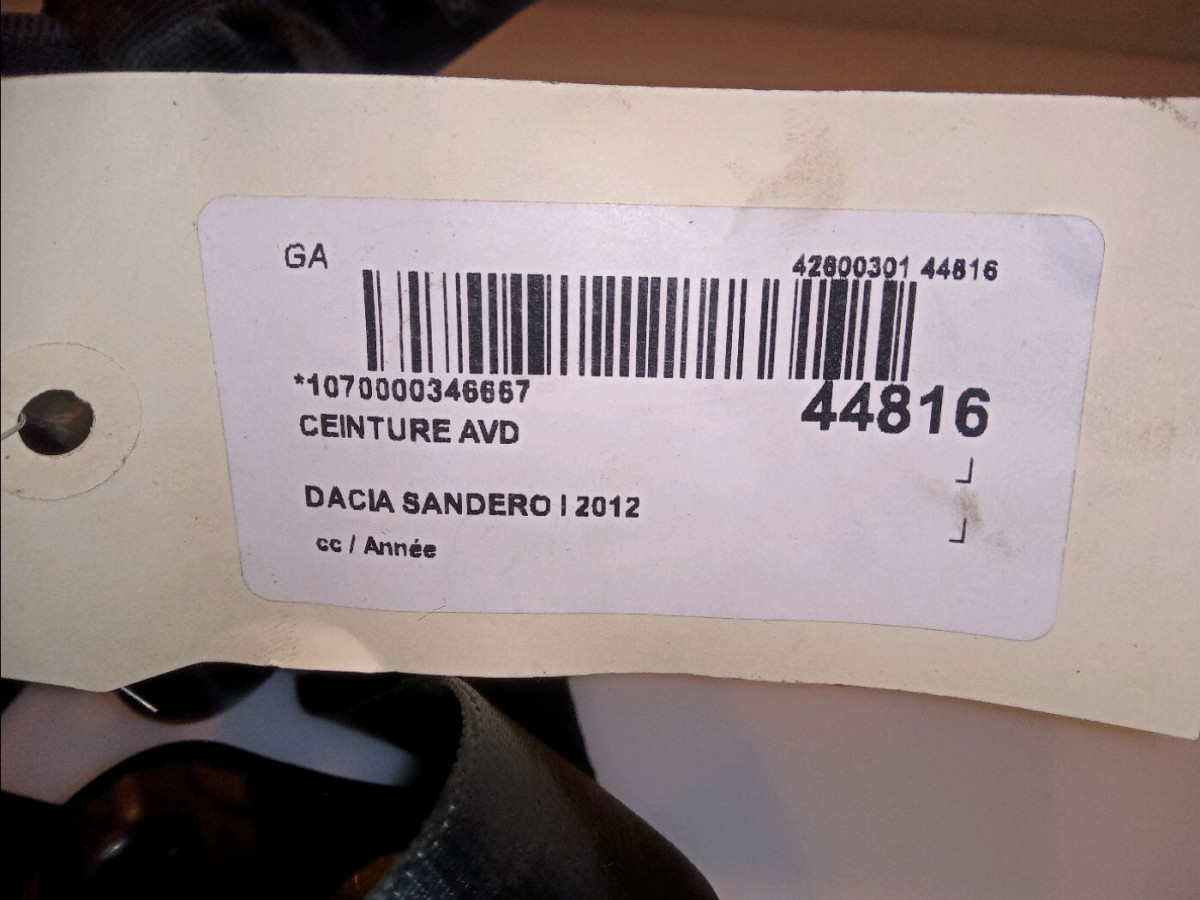 GA
42600301 44816
*1070000346667
44816
CEINTURE AVD
DACIA SANDERO I 2012
cc / Année